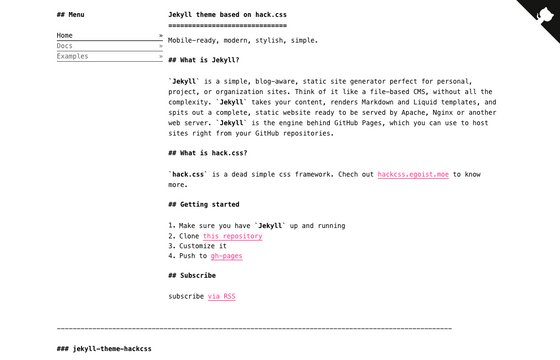 ## Menu
Home »
Docs »
Examples »
Jekyll theme based on hack.css
==============================
Mobile-ready, modern, stylish, simple.
## What is Jekyll?
`Jekyll` is a simple, blog-aware, static site generator perfect for personal,
project, or organization sites. Think of it like a file-based CMS, without all the
complexity. `Jekyll` takes your content, renders Markdown and Liquid templates, and
spits out a complete, static website ready to be served by Apache, Nginx or another
web server. `Jekyll` is the engine behind GitHub Pages, which you can use to host
sites right from your GitHub repositories.
## What is hack.css?
`hack.css` is a dead simple css framework. Chech out hackcss.egoist.moe to know
more.
## Getting started
1. Make sure you have `Jekyll` up and running
2. Clone this repository
3. Customize it
4. Push to gh-pages
## Subscribe
subscribe via RSS
### jekyll-theme-hackcss